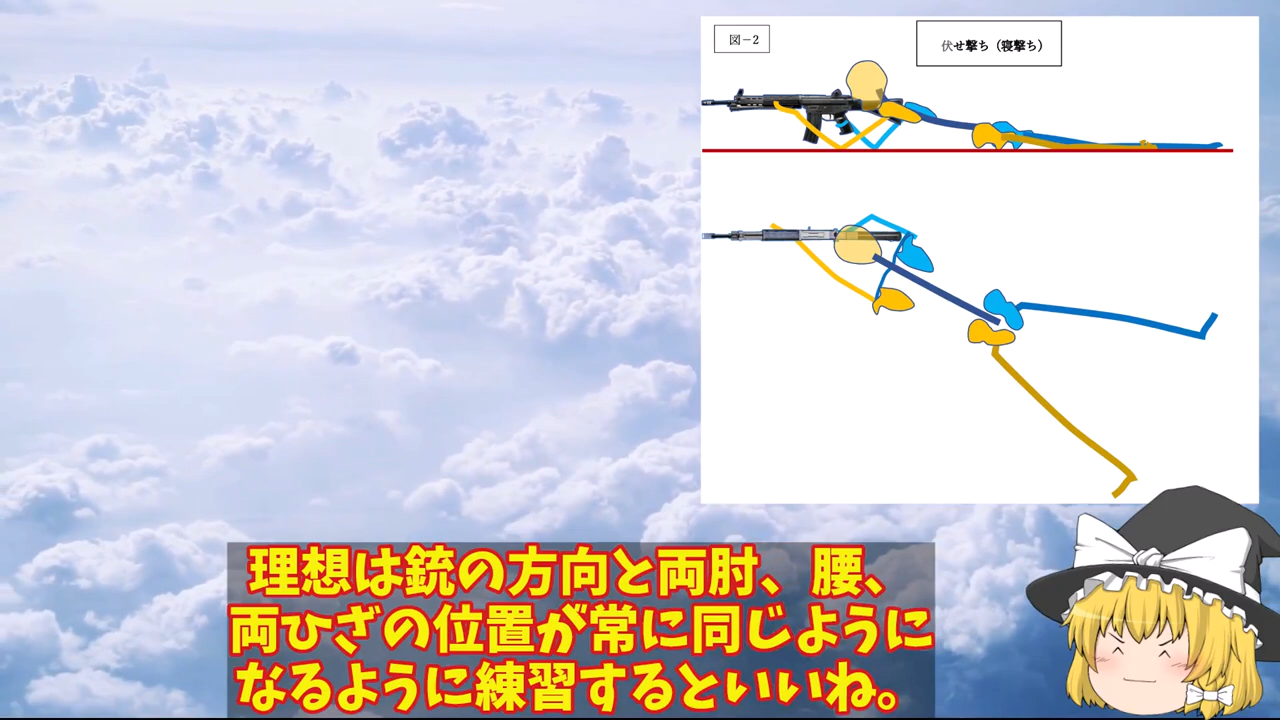 図－2
伏せ撃ち（寝撃ち）
理想は銃の方向と両肘、腰、
両ひざの位置が常に同じように
なるように練習するといいね。